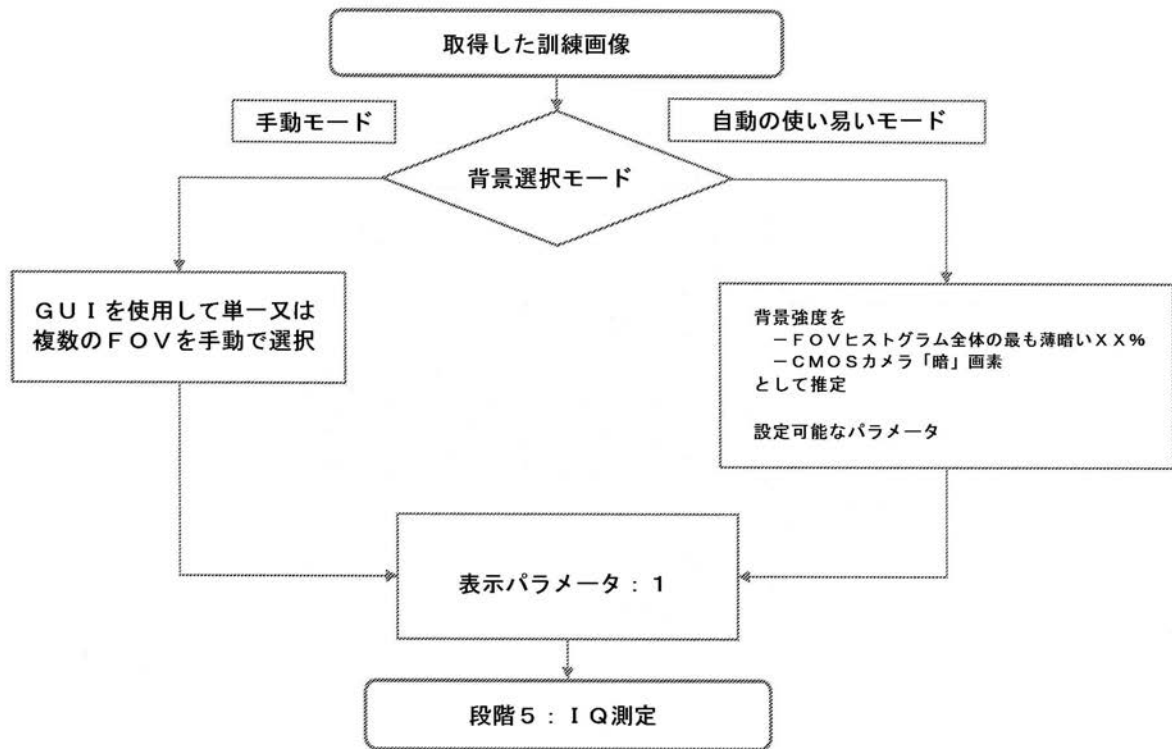 取得した訓練画像
手動モード
自動の使い易いモード
背景選択モード
GUIを使用して単一又は
複数のFOVを手動で選択
背景強度を
－FOVヒストグラム全体の最も薄暗いXX%
－CMOSカメラ「暗」画素
として推定
設定可能なパラメータ
表示パラメータ：1
段階5：IQ測定